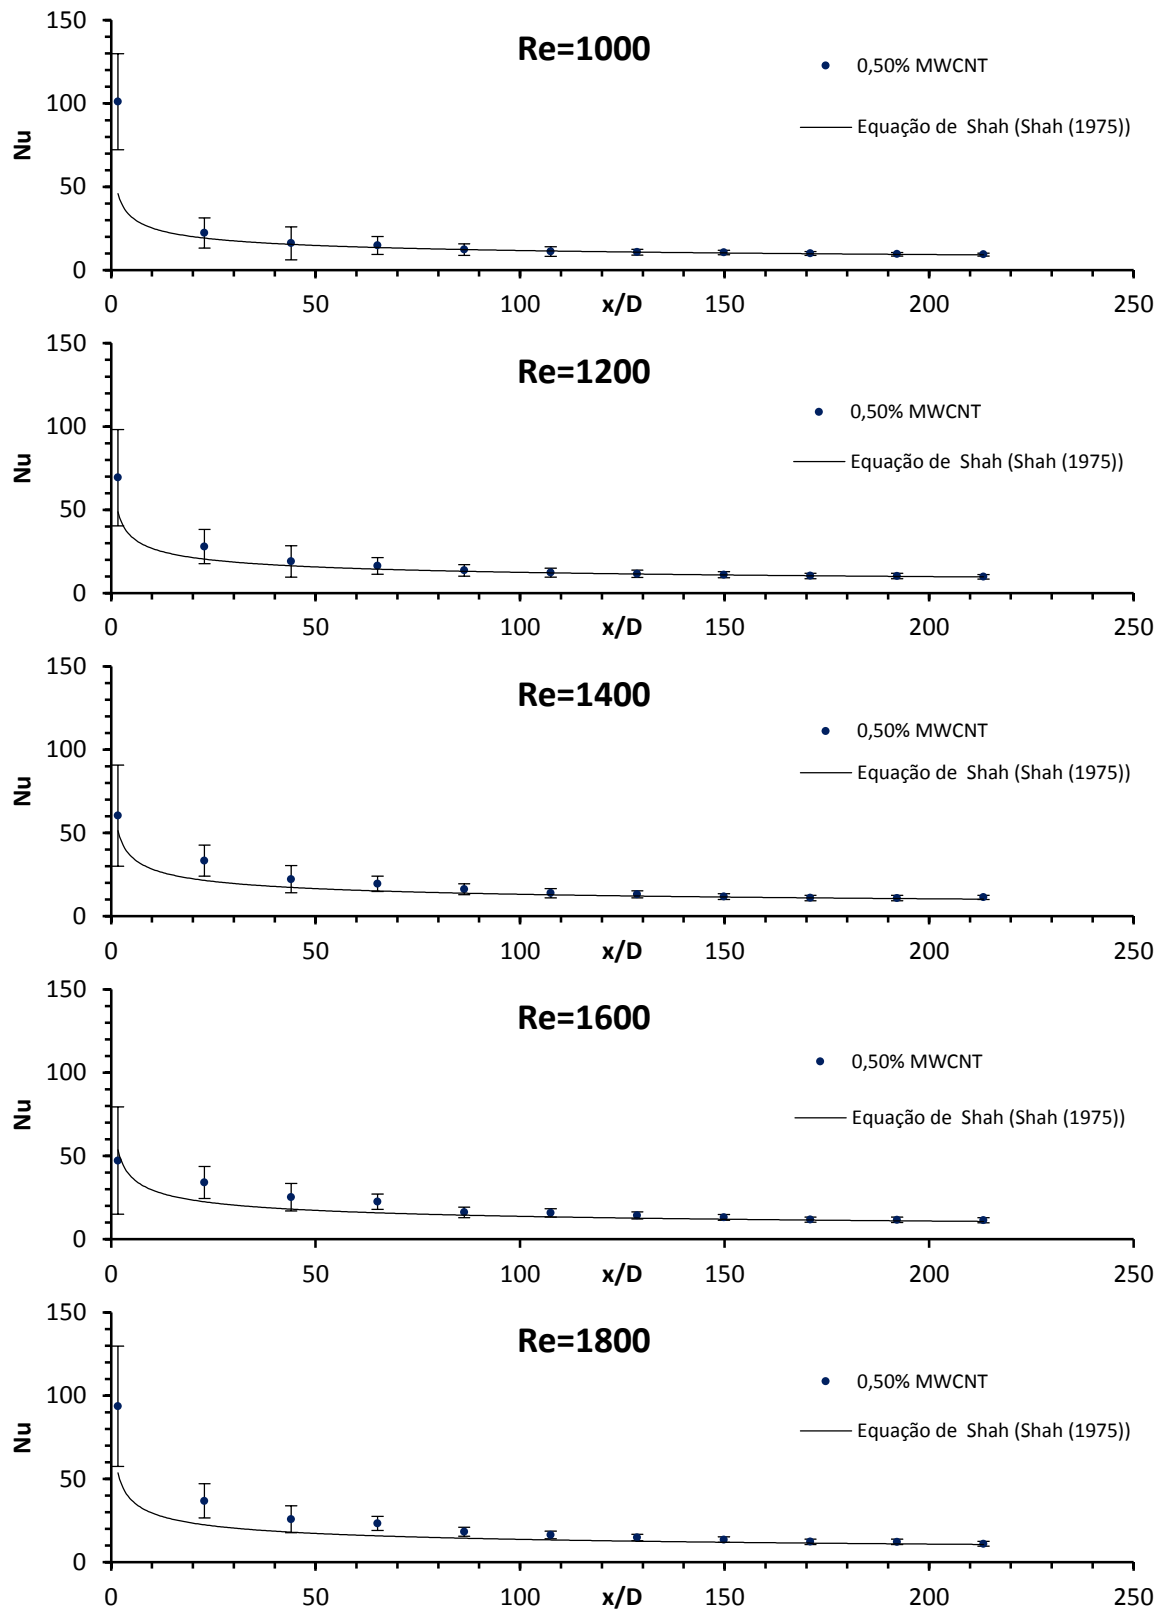 150
Re=1000
0,50% MWCNT
100
Equação de Shah (Shah (1975))
Nu
50
0
0 50 100 x/D 150 200 250
150
Re=1200
0,50% MWCNT
100
Equação de Shah (Shah (1975))
Nu
50
0
0 50 100 x/D 150 200 250
150
Re=1400
0,50% MWCNT
100
Equação de Shah (Shah (1975))
Nu
50
0
0 50 100 x/D 150 200 250
150
Re=1600
0,50% MWCNT
100
Equação de Shah (Shah (1975))
Nu
50
0
0 50 100 x/D 150 200 250
150
Re=1800
0,50% MWCNT
100
Equação de Shah (Shah (1975))
Nu
50
0
0 50 100 x/D 150 200 250